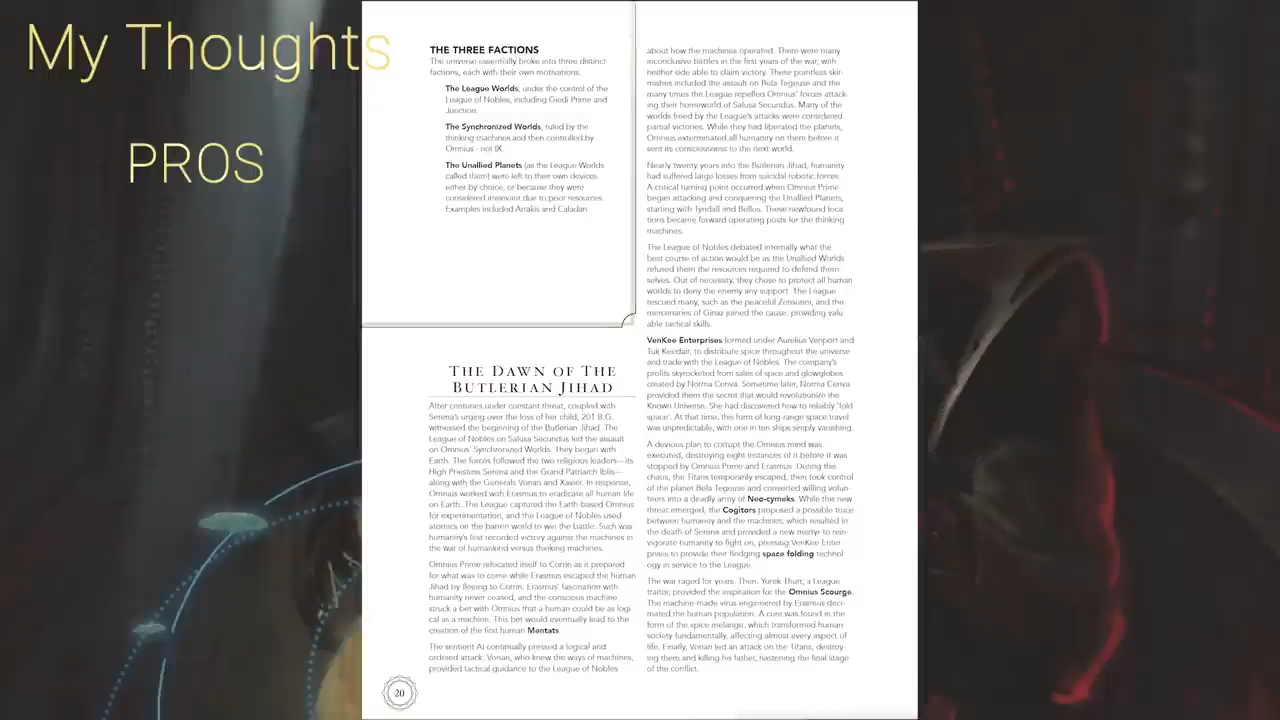 My Thoughts
PROS
THE THREE FACTIONS
The universe essentially broke into three distinct
factions, each with their own motivations.
The League Worlds, under the control of the
League of Nobles, including Giedi Prime and
Junction.
The Synchronized Worlds, ruled by the
thinking machines and then controlled by
Omnius - not IX.
The Unallied Planets (as the League Worlds
called them) were left to their own devices
either by choice, or because they were
considered irrelevant due to poor resources.
Examples included Arrakis and Caladan
THE DAWN OF THE
BUTLERIAN JIHAD
After centuries under constant threat, coupled with
Serena's urging over the loss of her child, 201 B.G.
witnessed the beginning of the Butlerian Jihad. The
League of Nobles on Salusa Secundus led the assault
on Omnius' Synchronized Worlds. They began with
Earth. The forces followed the two religious leaders—its
High Priestess Serena and the Grand Patriarch Iblis—
along with the Generals Vorian and Xavier. In response,
Omnius worked with Erasmus to eradicate all human life
on Earth. The League captured the Earth-based Omnius
for experimentation, and the League of Nobles used
atomics on the barren world to win the battle. Such was
humanity's first recorded victory against the machines in
the war of humankind versus thinking machines.
Omnius Prime relocated itself to Corrin as it prepared
for what was to come while Erasmus escaped the human
Jihad by fleeing to Corrin. Erasmus' fascination with
humanity never ceased, and the conscious machine
struck a bet with Omnius that a human could be as logi
cal as a machine. This bet would eventually lead to the
creation of the first human Mentats.
The sentient AI continually pressed a logical and
ordered attack. Vorian, who knew the ways of machines,
provided tactical guidance to the League of Nobles
20
about how the machines operated. There were many
inconclusive battles in the first years of the war, with
neither side able to claim victory. These pointless skir-
mishes included the assault on Bela Tegeuse and the
many times the League repelled Omnius' forces attack-
ing their homeworld of Salusa Secundus. Many of the
worlds freed by the League's attacks were considered
partial victories. While they had liberated the planets,
Omnius exterminated all humanity on them before it
sent its consciousness to the next world.
Nearly twenty years into the Butlerian Jihad, humanity
had suffered large losses from suicidal robotic forces.
A critical turning point occurred when Omnius Prime
began attacking and conquering the Unallied Planets,
starting with Tyndall and Bellos. These newfound loca
tions became forward operating posts for the thinking
machines.
The League of Nobles debated internally what the
best course of action would be as the Unallied Worlds
refused them the resources required to defend them
selves. Out of necessity, they chose to protect all human
worlds to deny the enemy any support. The League
rescued many, such as the peaceful Zensunni, and the
mercenaries of Ginaz joined the cause, providing valu
able tactical skills.
VenKee Enterprises formed under Aurelius Venport and
Tuk Keedair, to distribute spice throughout the universe
and trade with the League of Nobles. The company's
profits skyrocketed from sales of spice and glowglobes
created by Norma Cenva. Sometime later, Norma Cenva
provided them the secret that would revolutionize the
Known Universe. She had discovered how to reliably 'fold
space'. At that time, this form of long-range space travel
was unpredictable, with one in ten ships simply vanishing.
A devious plan to corrupt the Omnius mind was
executed, destroying eight instances of it before it was
stopped by Omnius Prime and Erasmus. During this
chaos, the Titans temporarily escaped, then took control
of the planet Bela Tegeuse and converted willing volun-
teers into a deadly army of Neo-cymeks. While this new
threat emerged, the Cogitors proposed a possible truce
between humanity and the machines, which resulted in
the death of Serena and provided a new martyr to rein-
vigorate humanity to fight on, pressing VenKee Enter
prises to provide their fledging space folding technol
ogy in service to the League.
The war raged for years. Then, Yorek Thurr, a League
traitor, provided the inspiration for the Omnius Scourge.
The machine-made virus engineered by Erasmus deci-
mated the human population. A cure was found in the
form of the spice melange, which transformed human
society fundamentally, affecting almost every aspect of
life. Finally, Vorian led an attack on the Titans, destroy-
ing them and killing his father, hastening the final stage
of the conflict.